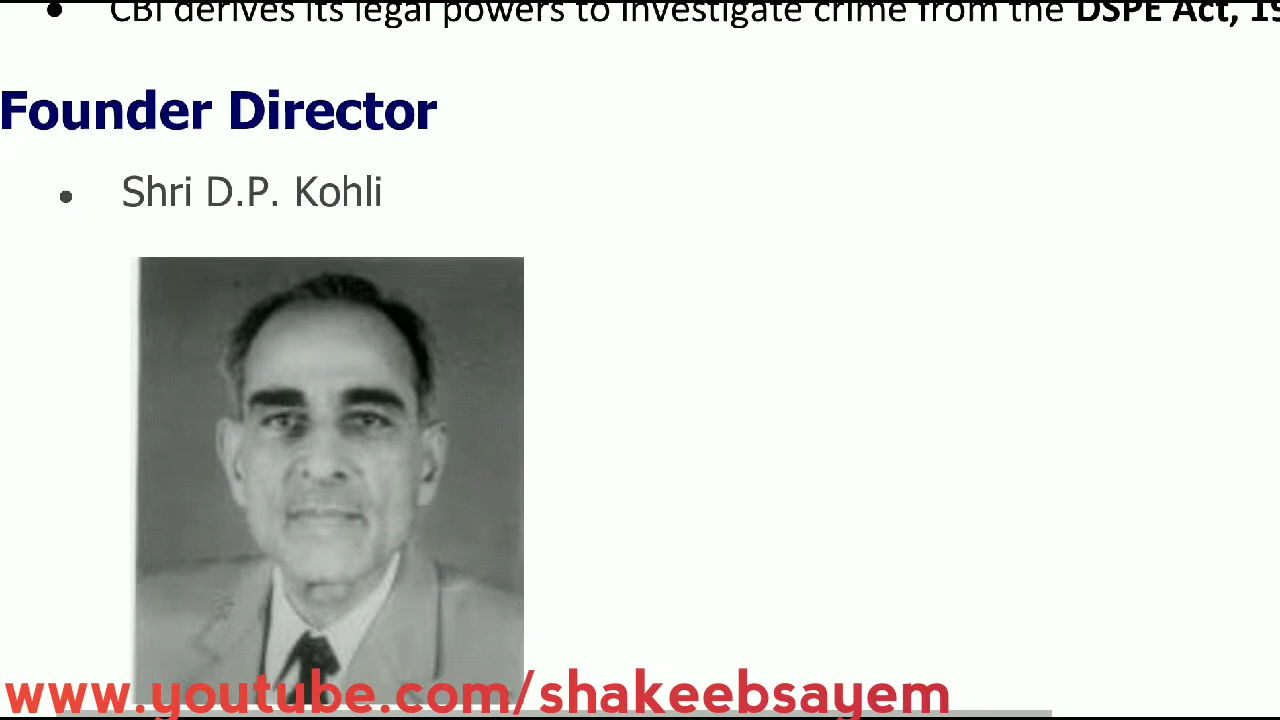 • CBI derives its legal powers to investigate crime from the DSPE Act, 19
Founder Director
• Shri D.P. Kohli
www.youtube.com/shakeebsayem